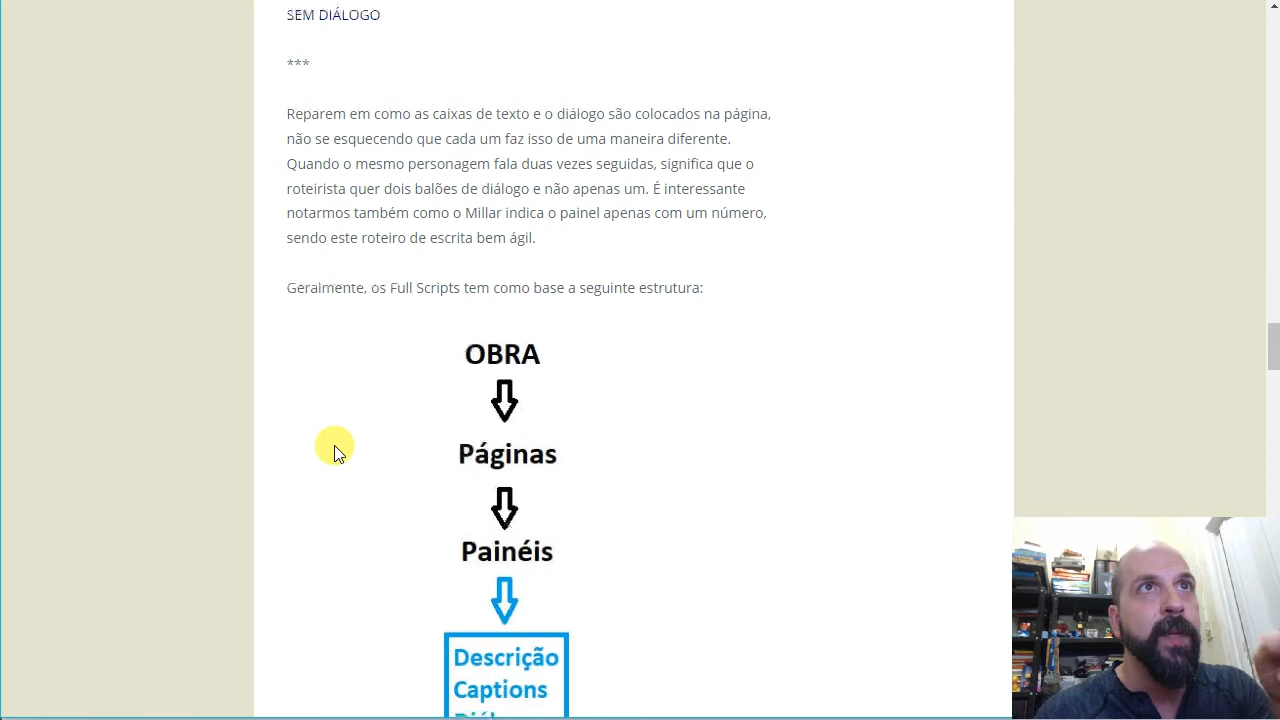 SEM DIÁLOGO
***
Reparem em como as caixas de texto e o diálogo são colocados na página,
não se esquecendo que cada um faz isso de uma maneira diferente.
Quando o mesmo personagem fala duas vezes seguidas, significa que o
roteirista quer dois balões de diálogo e não apenas um. É interessante
notarmos também como o Millar indica o painel apenas com um número,
sendo este roteiro de escrita bem ágil.
Geralmente, os Full Scripts tem como base a seguinte estrutura:
OBRA
Páginas
Painéis
Descrição
Captions